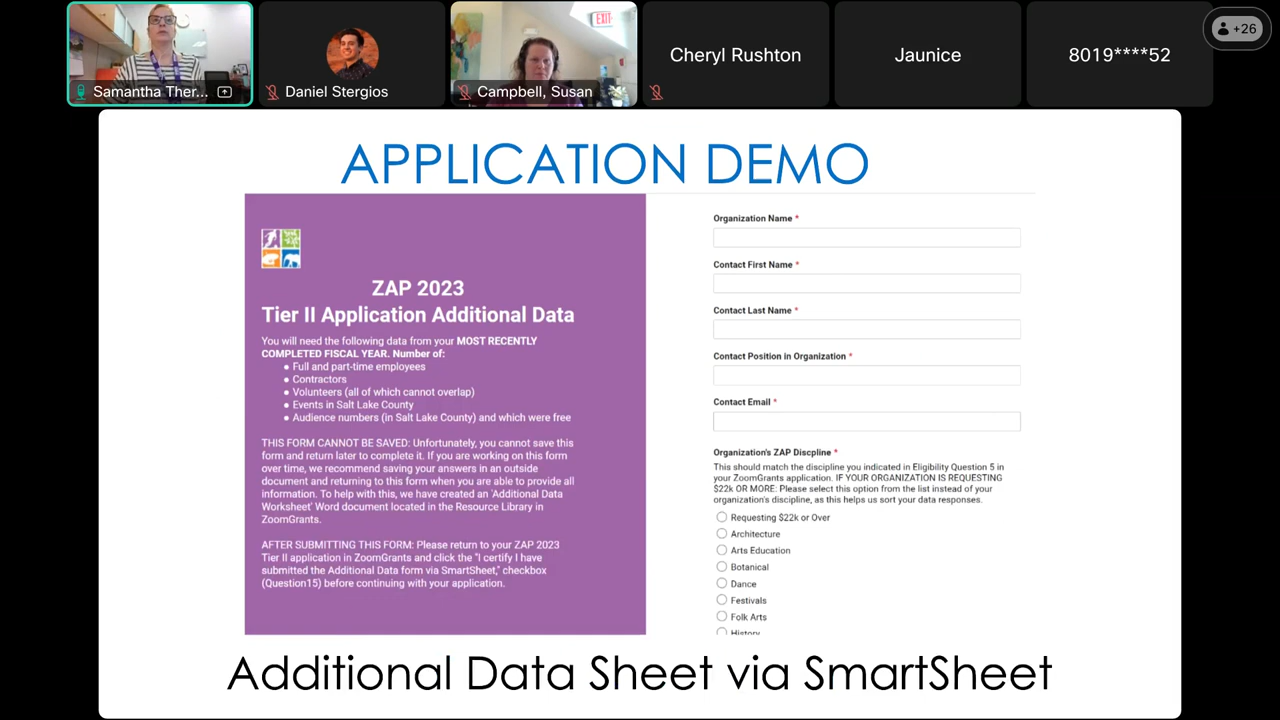 EXIT
+26
Samantha Ther...
Daniel Stergios
Campbell, Susan
Cheryl Rushton
Jaunice
8019****52
APPLICATION DEMO
ZAP 2023
Tier II Application Additional Data
You will need the following data from your MOST RECENTLY
COMPLETED FISCAL YEAR. Number of:
● Full and part-time employees
● Contractors
● Volunteers (all of which cannot overlap)
● Events in Salt Lake County
● Audience numbers (in Salt Lake County) and which were free
THIS FORM CANNOT BE SAVED: Unfortunately, you cannot save this
form and return later to complete it. If you are working on this form
over time, we recommend saving your answers in an outside
document and returning to this form when you are able to provide all
information. To help with this, we have created an 'Additional Data
Worksheet' Word document located in the Resource Library in
ZoomGrants.
AFTER SUBMITTING THIS FORM: Please return to your ZAP 2023
Tier II application in ZoomGrants and click the "I certify I have
submitted the Additional Data form via SmartSheet," checkbox
(Question15) before continuing with your application.
Organization Name *
Contact First Name *
Contact Last Name *
Contact Position in Organization *
Contact Email *
Organization's ZAP Discpline *
This should match the discipline you indicated in Eligibility Question 5 in
your ZoomGrants application. IF YOUR ORGANIZATION IS REQUESTING
$22k OR MORE: Please select this option from the list instead of your
organization's discipline, as this helps us sort your data responses.
Requesting $22k or Over
Architecture
Arts Education
Botanical
Dance
Festivals
Folk Arts
History
Additional Data Sheet via SmartSheet